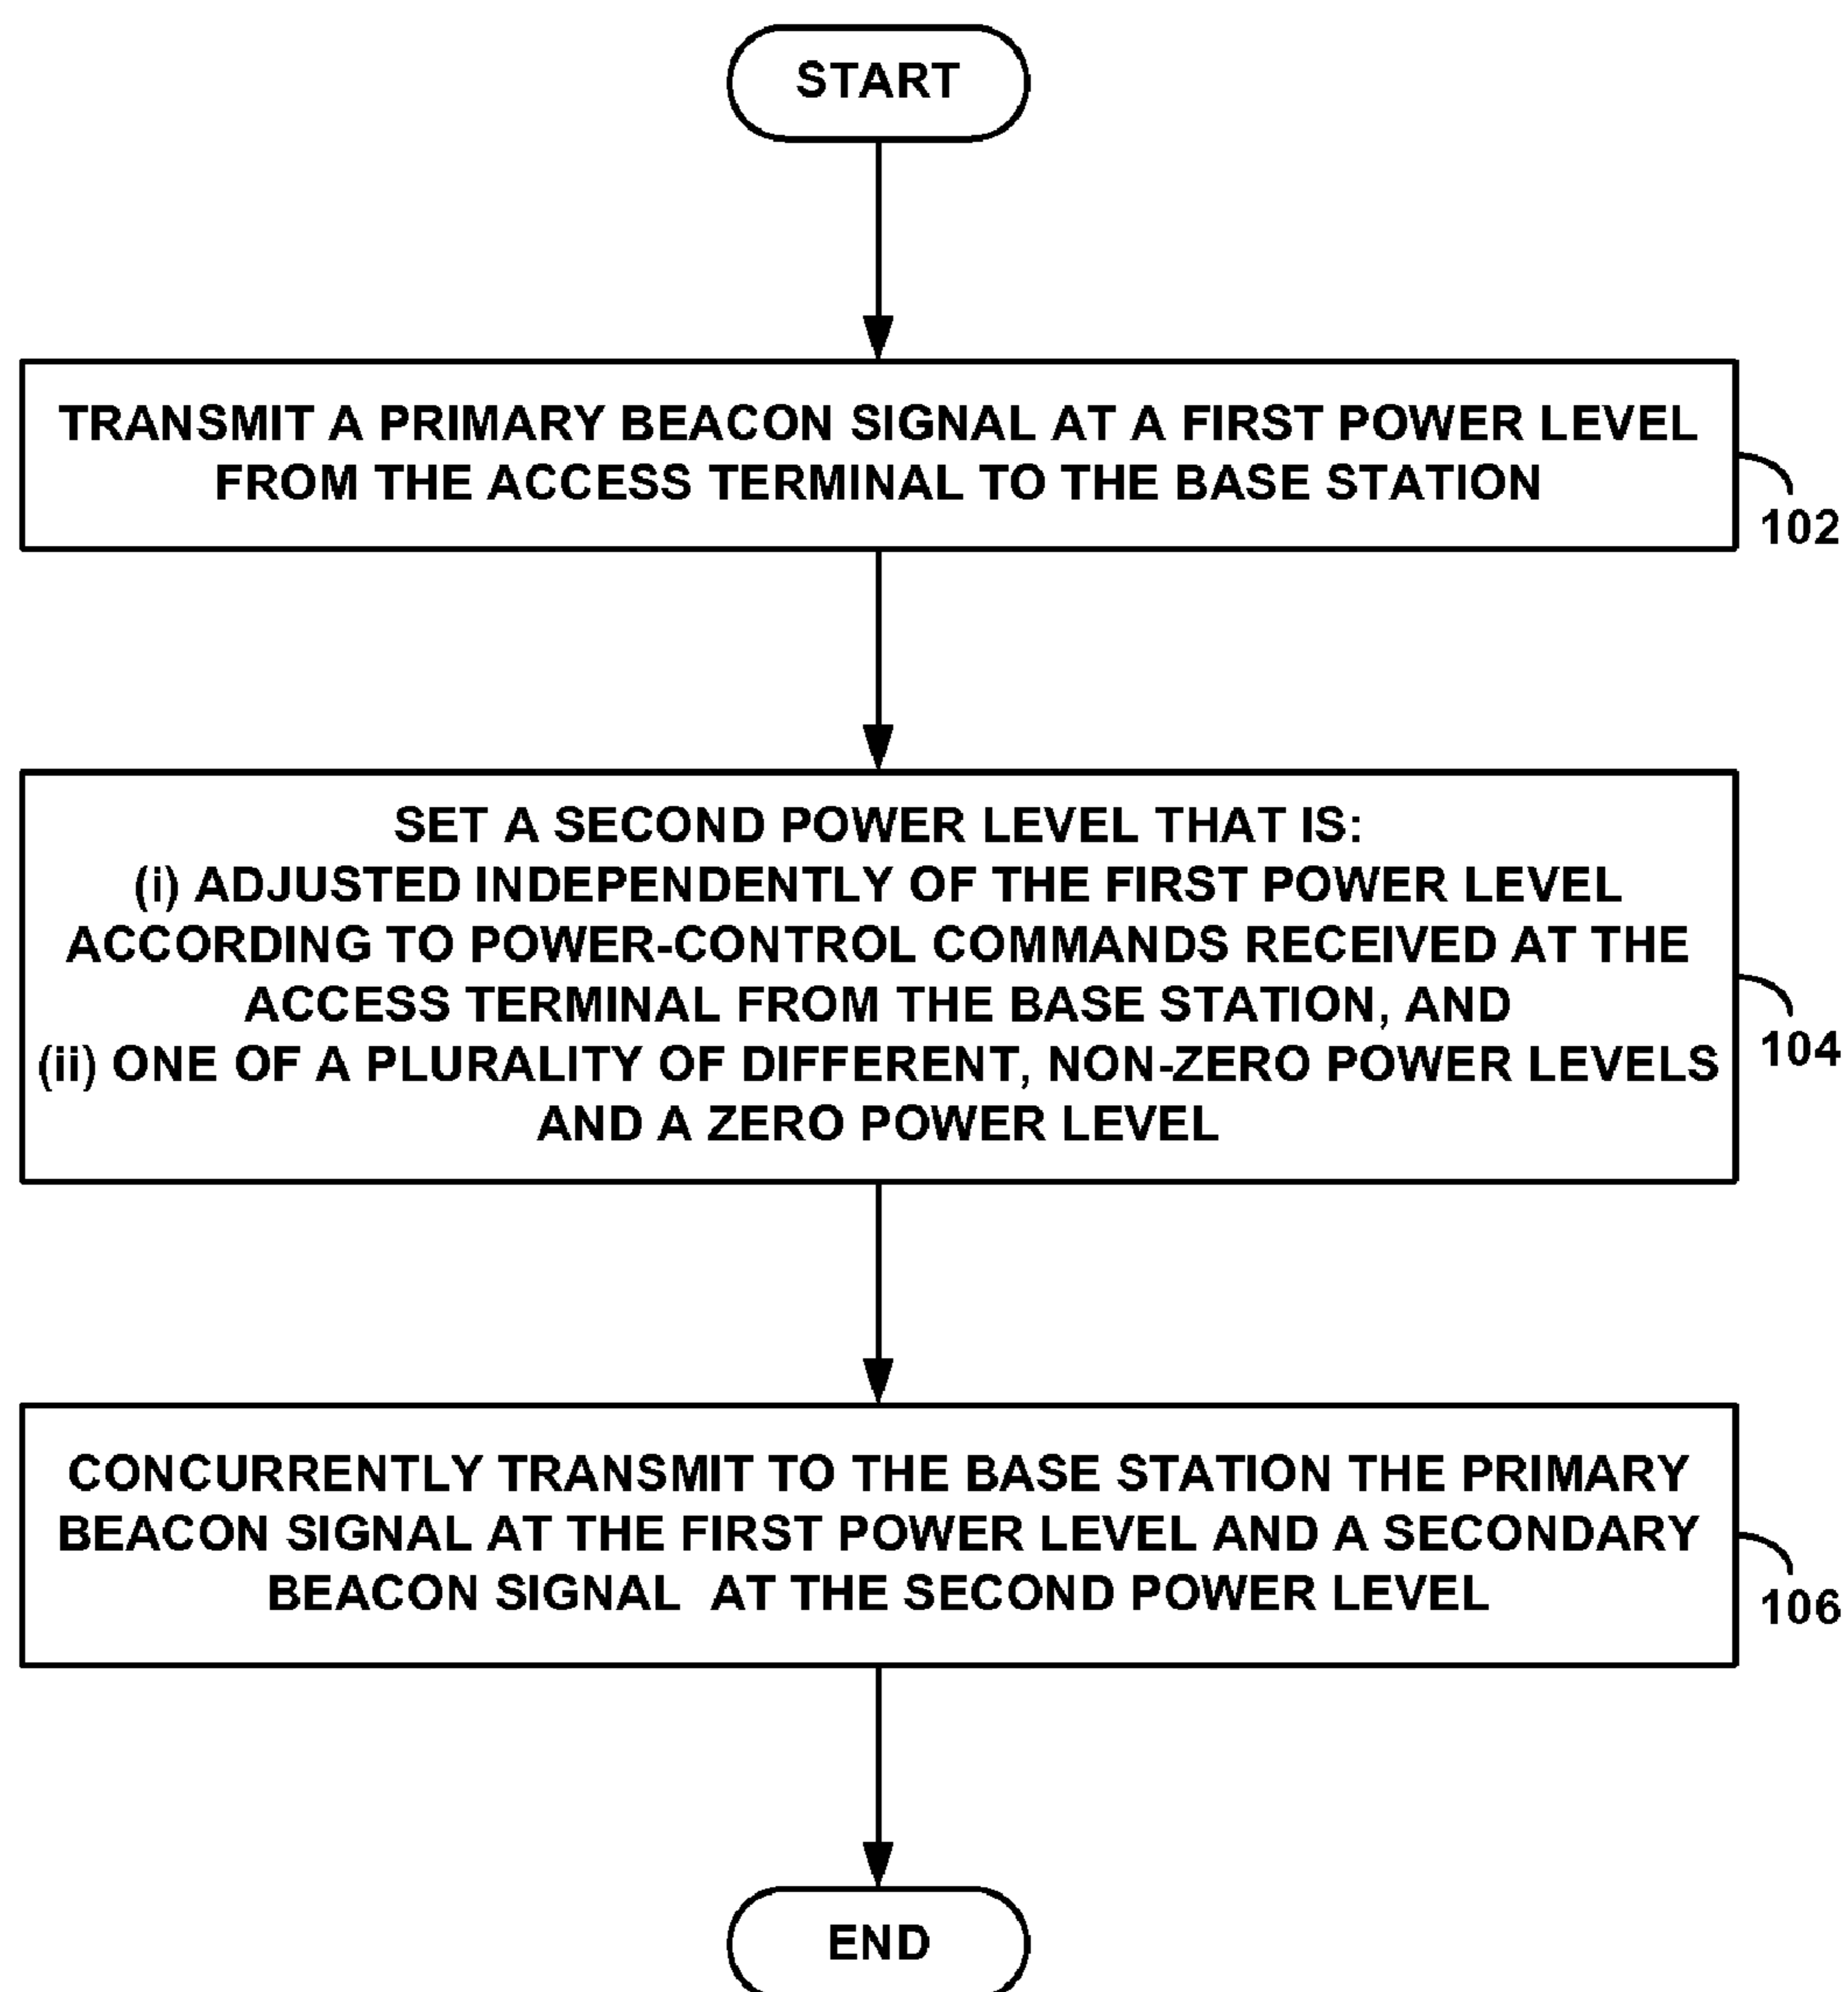 START
TRANSMIT A PRIMARY BEACON SIGNAL AT A FIRST POWER LEVEL
FROM THE ACCESS TERMINAL TO THE BASE STATION
102
SET A SECOND POWER LEVEL THAT IS:
(i) ADJUSTED INDEPENDENTLY OF THE FIRST POWER LEVEL
ACCORDING TO POWER-CONTROL COMMANDS RECEIVED AT THE
ACCESS TERMINAL FROM THE BASE STATION, AND
(ii) ONE OF A PLURALITY OF DIFFERENT, NON-ZERO POWER LEVELS
AND A ZERO POWER LEVEL
104
CONCURRENTLY TRANSMIT TO THE BASE STATION THE PRIMARY
BEACON SIGNAL AT THE FIRST POWER LEVEL AND A SECONDARY
BEACON SIGNAL AT THE SECOND POWER LEVEL
106
END